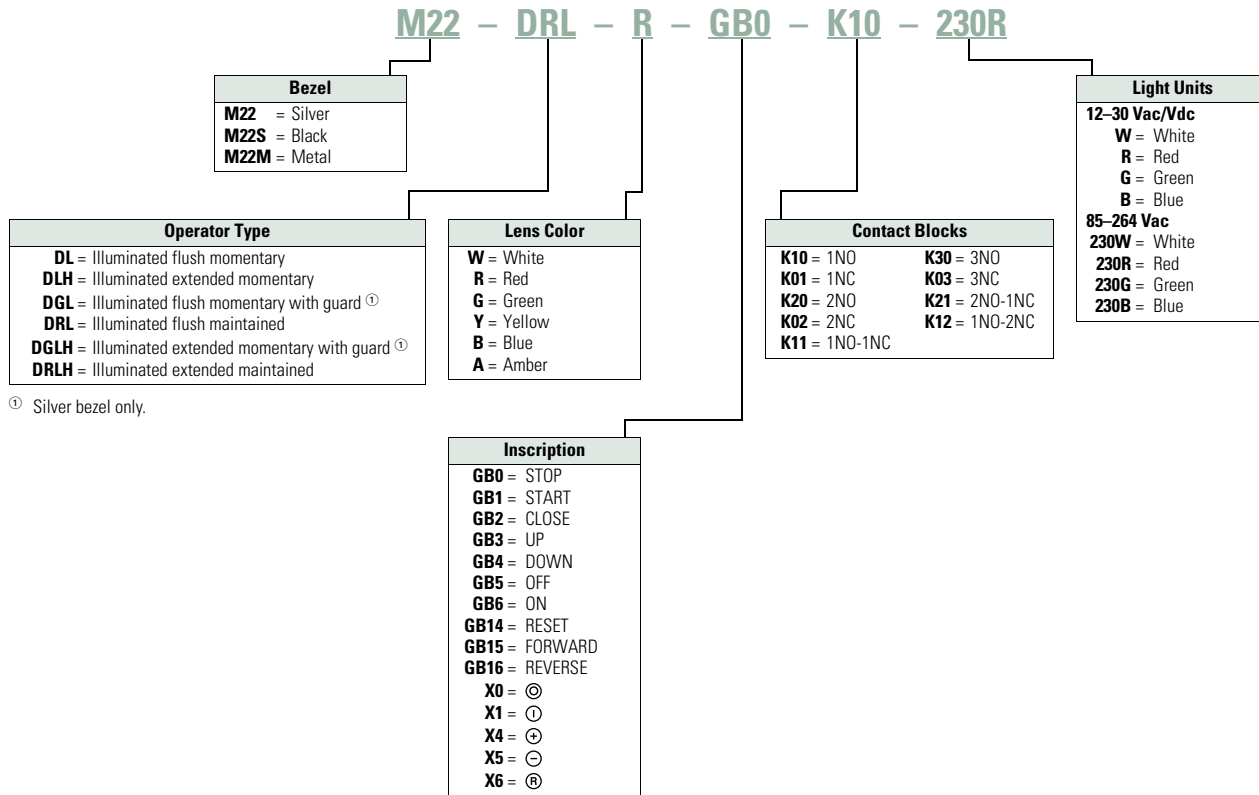 M22 – DRL – R – GB0 – K10 – 230R
Bezel
M22 = Silver
M22S = Black
M22M = Metal
Light Units
12–30 Vac/Vdc
W = White
R = Red
G = Green
B = Blue
85–264 Vac
230W = White
230R = Red
230G = Green
230B = Blue
Operator Type
DL = Illuminated flush momentary
DLH = Illuminated extended momentary
DGL = Illuminated flush momentary with guard ①
DRL = Illuminated flush maintained
DGLH = Illuminated extended momentary with guard ①
DRLH = Illuminated extended maintained
① Silver bezel only.
Lens Color
W = White
R = Red
G = Green
Y = Yellow
B = Blue
A = Amber
Contact Blocks
K10 = 1NO K30 = 3NO
K01 = 1NC K03 = 3NC
K20 = 2NO K21 = 2NO-1NC
K02 = 2NC K12 = 1NO-2NC
K11 = 1NO-1NC
Inscription
GB0 = STOP
GB1 = START
GB2 = CLOSE
GB3 = UP
GB4 = DOWN
GB5 = OFF
GB6 = ON
GB14 = RESET
GB15 = FORWARD
GB16 = REVERSE
X0 = ⓞ
X1 = Ⓘ
X4 = ⊕
X5 = ⊖
X6 = Ⓡ